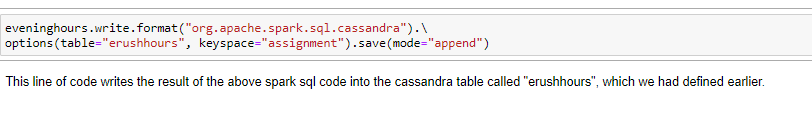 eveninghours.write.format("org.apache.spark.sql.cassandra").\
options(table="erushhours", keyspace="assignment").save(mode="append")
This line of code writes the result of the above spark sql code into the cassandra table called "erushhours", which we had defined earlier.